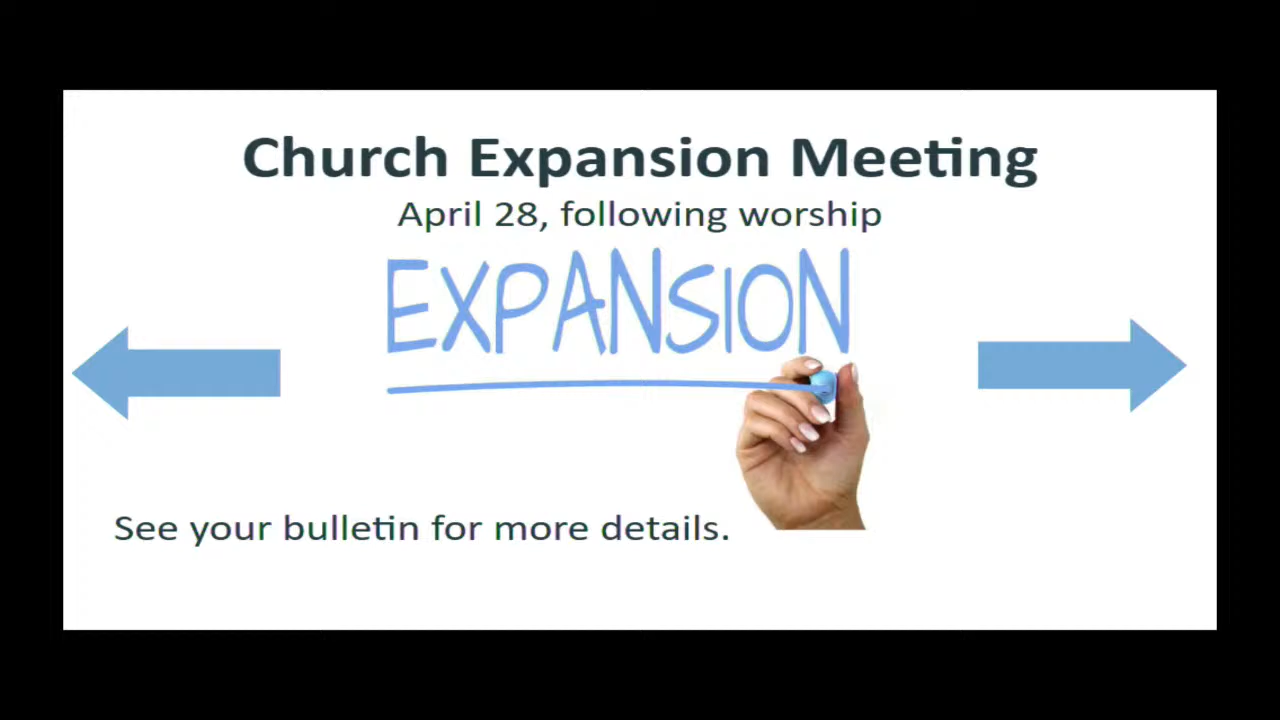 Church Expansion Meeting
April 28, following worship
EXPANSION
See your bulletin for more details.